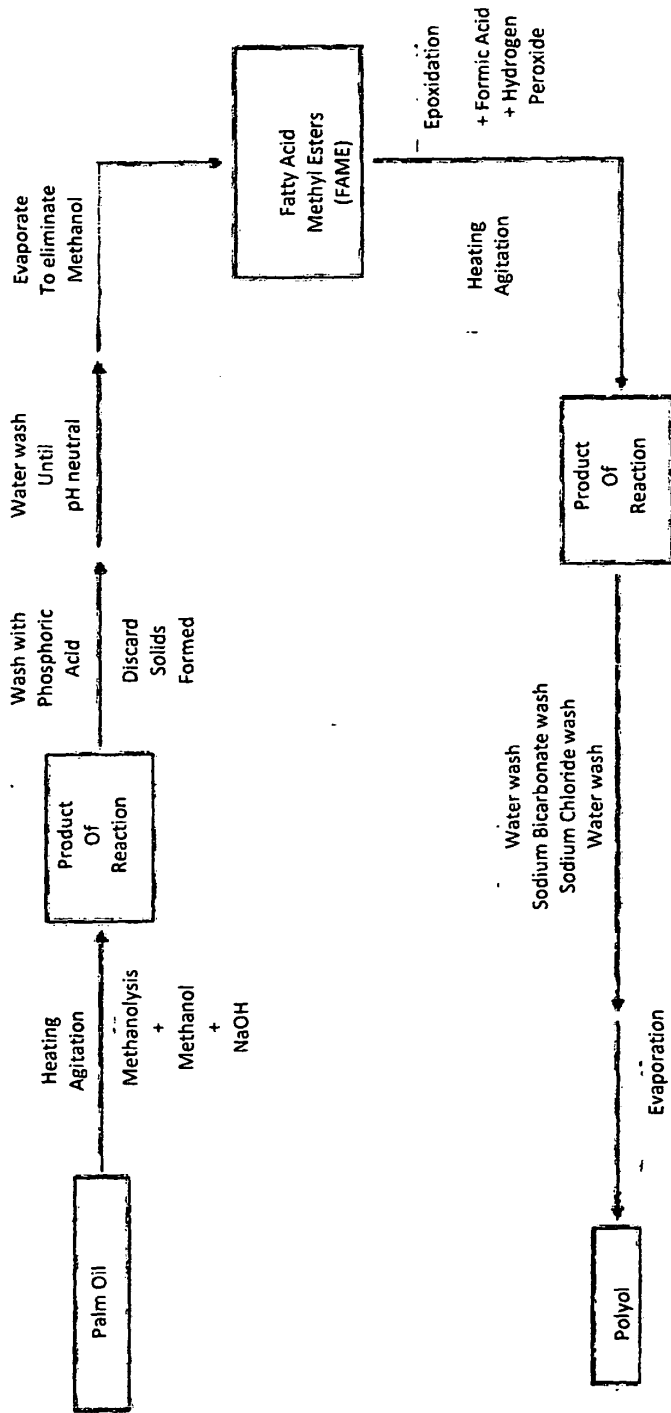 Palm Oil
Heating
Agitation
Methanolysis
+
Methanol
+
NaOH
Product
Of
Reaction
Wash with
Phosphoric
Acid
Discard
Solids
Formed
Water wash
Until
pH neutral
Evaporate
To eliminate
Methanol
Fatty Acid
Methyl Esters
(FAME)
Epoxidation
+ Formic Acid
+ Hydrogen
Peroxide
Heating
Agitation
Product
Of
Reaction
Water wash
Sodium Bicarbonate wash
Sodium Chloride wash
Water wash
Evaporation
Polyol